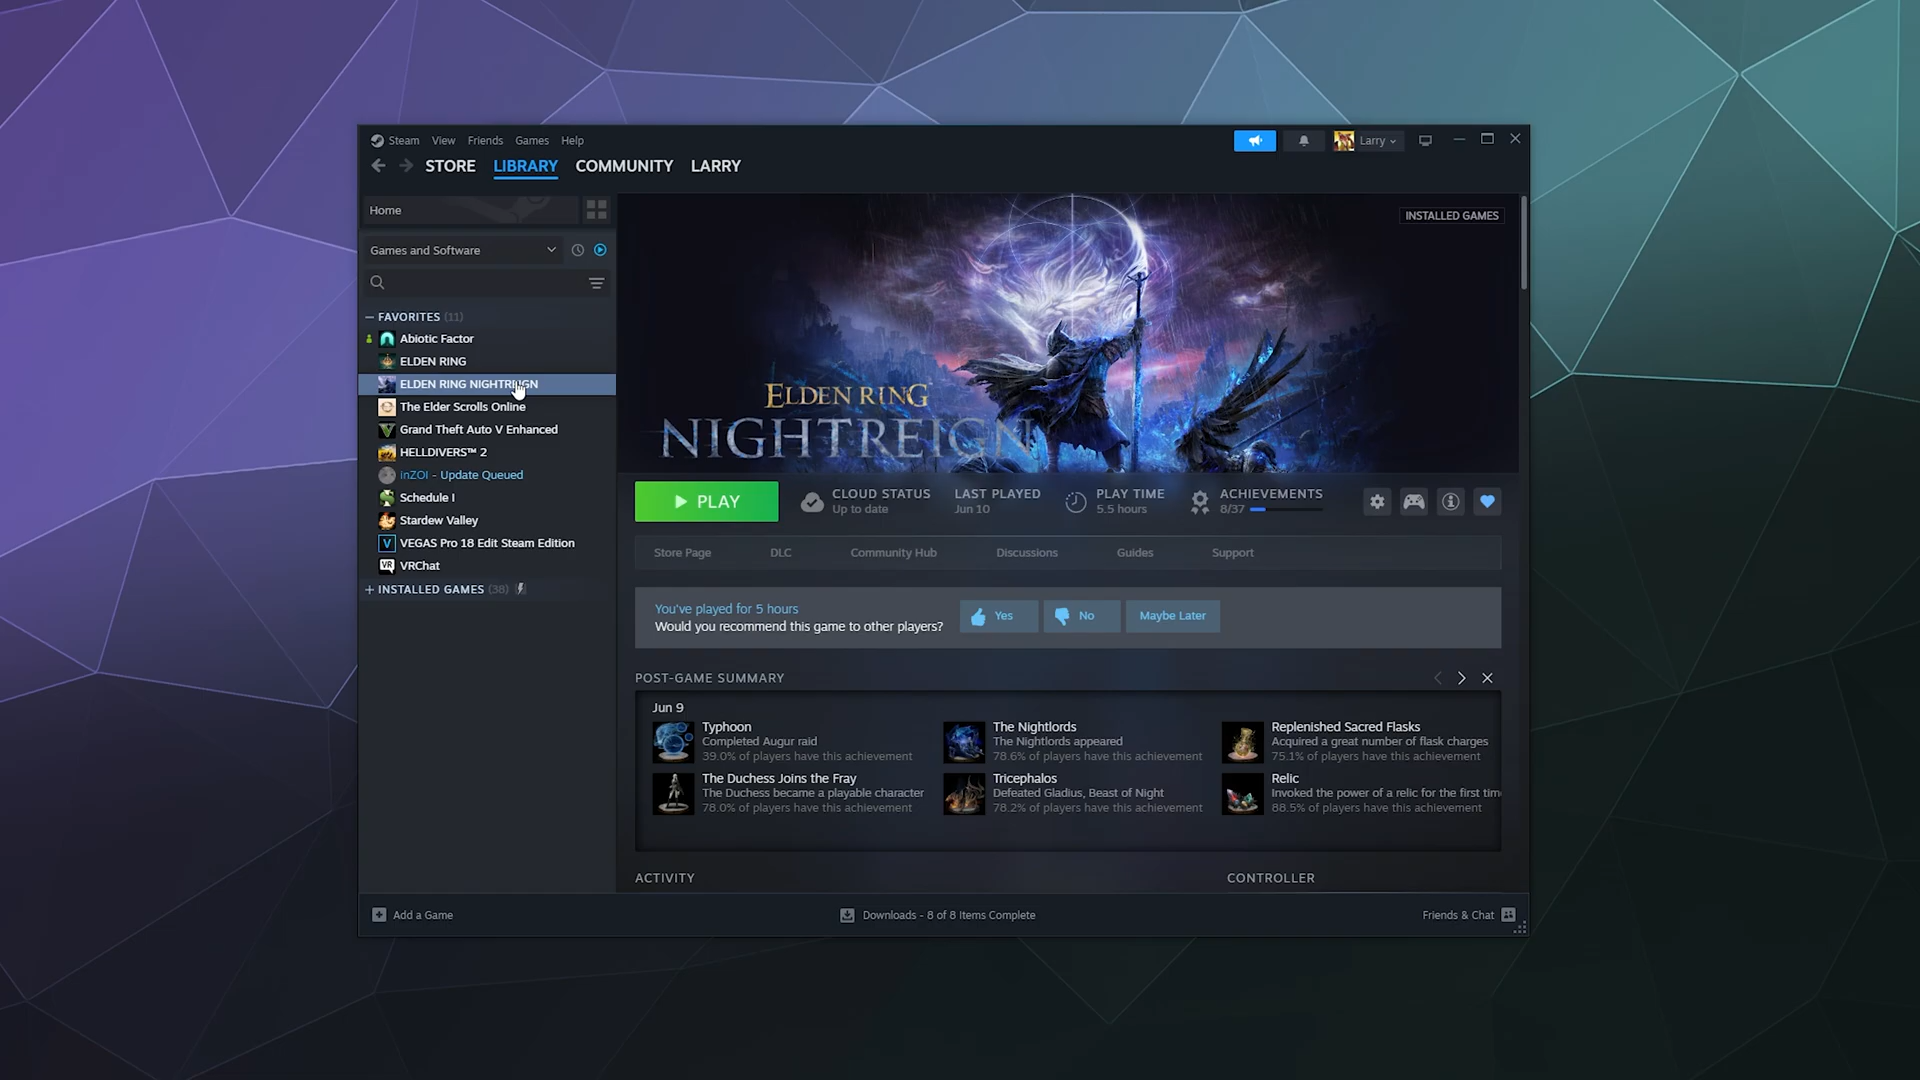 Steam View Friends Games Help
Larry
STORE LIBRARY COMMUNITY LARRY
Home
Games and Software
— FAVORITES (11)
Abiotic Factor
ELDEN RING
ELDEN RING NIGHTREIGN
The Elder Scrolls Online
Grand Theft Auto V Enhanced
HELLDIVERS™ 2
inZOI - Update Queued
Schedule I
Stardew Valley
V VEGAS Pro 18 Edit Steam Edition
VR VRChat
+ INSTALLED GAMES (38)
INSTALLED GAMES
ELDEN RING
NIGHTREIGN
PLAY
CLOUD STATUS
Up to date
LAST PLAYED
Jun 10
PLAY TIME
5.5 hours
ACHIEVEMENTS
8/37
Store Page DLC Community Hub Discussions Guides Support
You've played for 5 hours
Would you recommend this game to other players?
Yes No Maybe Later
POST-GAME SUMMARY
Jun 9
Typhoon
Completed Augur raid
39.0% of players have this achievement
The Nightlords
The Nightlords appeared
78.6% of players have this achievement
Replenished Sacred Flasks
Acquired a great number of flask charges
75.1% of players have this achievement
The Duchess Joins the Fray
The Duchess became a playable character
78.0% of players have this achievement
Tricephalos
Defeated Gladius, Beast of Night
78.2% of players have this achievement
Relic
Invoked the power of a relic for the first tim
88.5% of players have this achievement
ACTIVITY
CONTROLLER
Add a Game
Downloads - 8 of 8 Items Complete
Friends & Chat